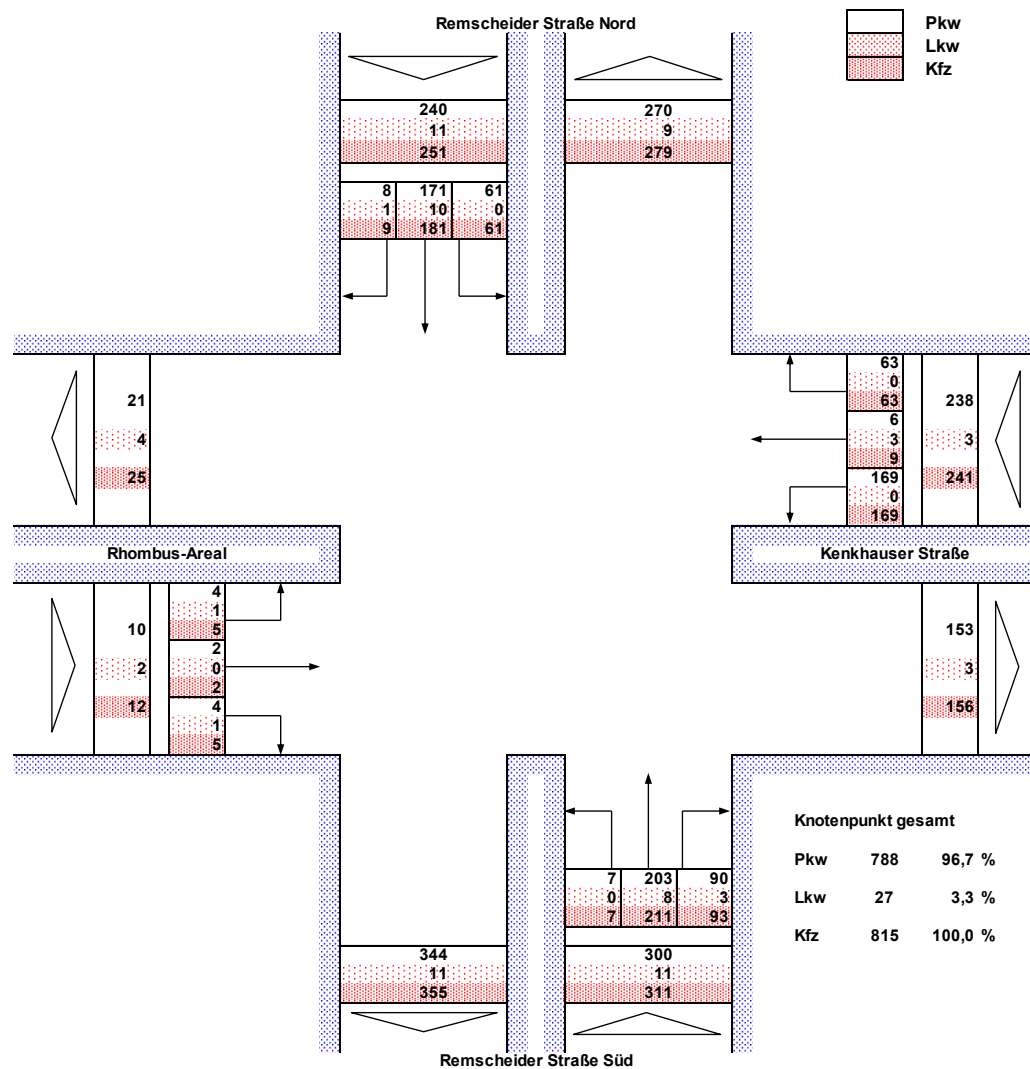 Remscheider Straße Nord
Pkw
Lkw
Kfz
240
11
251
270
9
279
8 171 61
1 10 0
9 181 61
21
4
25
63
0
63
6
3
9
169
0
169
238
3
241
Rhombus-Areal
Kenkhauser Straße
10
2
12
4
1
5
2
0
2
4
1
5
153
3
156
7 203 90
0 8 3
7 211 93
344
11
355
300
11
311
Knotenpunkt gesamt
Pkw 788 96,7 %
Lkw 27 3,3 %
Kfz 815 100,0 %
Remscheider Straße Süd